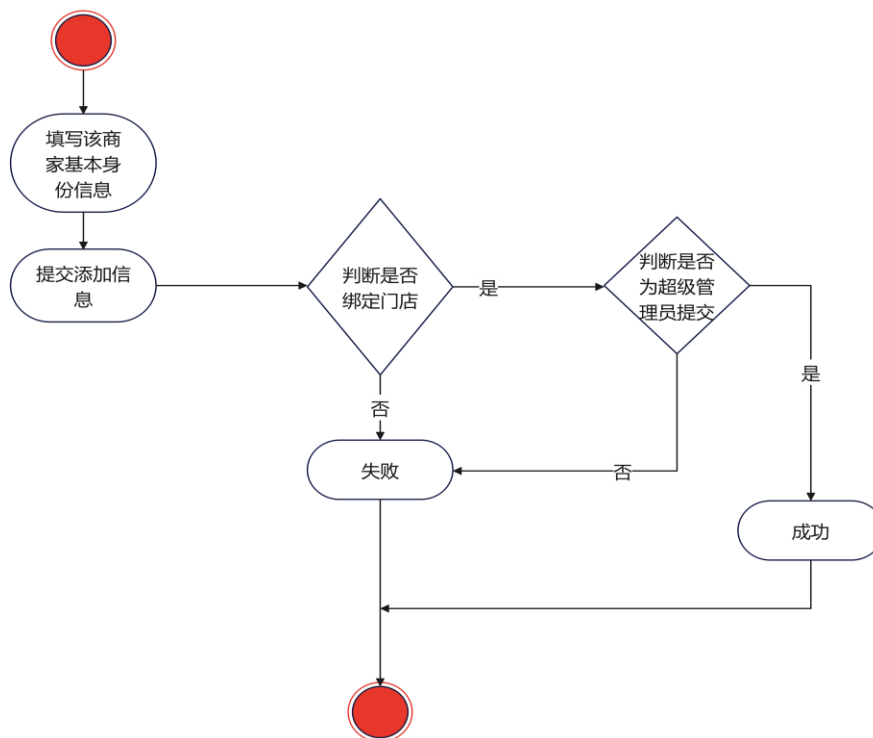 填写该商
家基本身
份信息
提交添加信
息
判断是否
绑定门店
是
判断是否
为超级管
理员提交
是
否
失败
否
成功